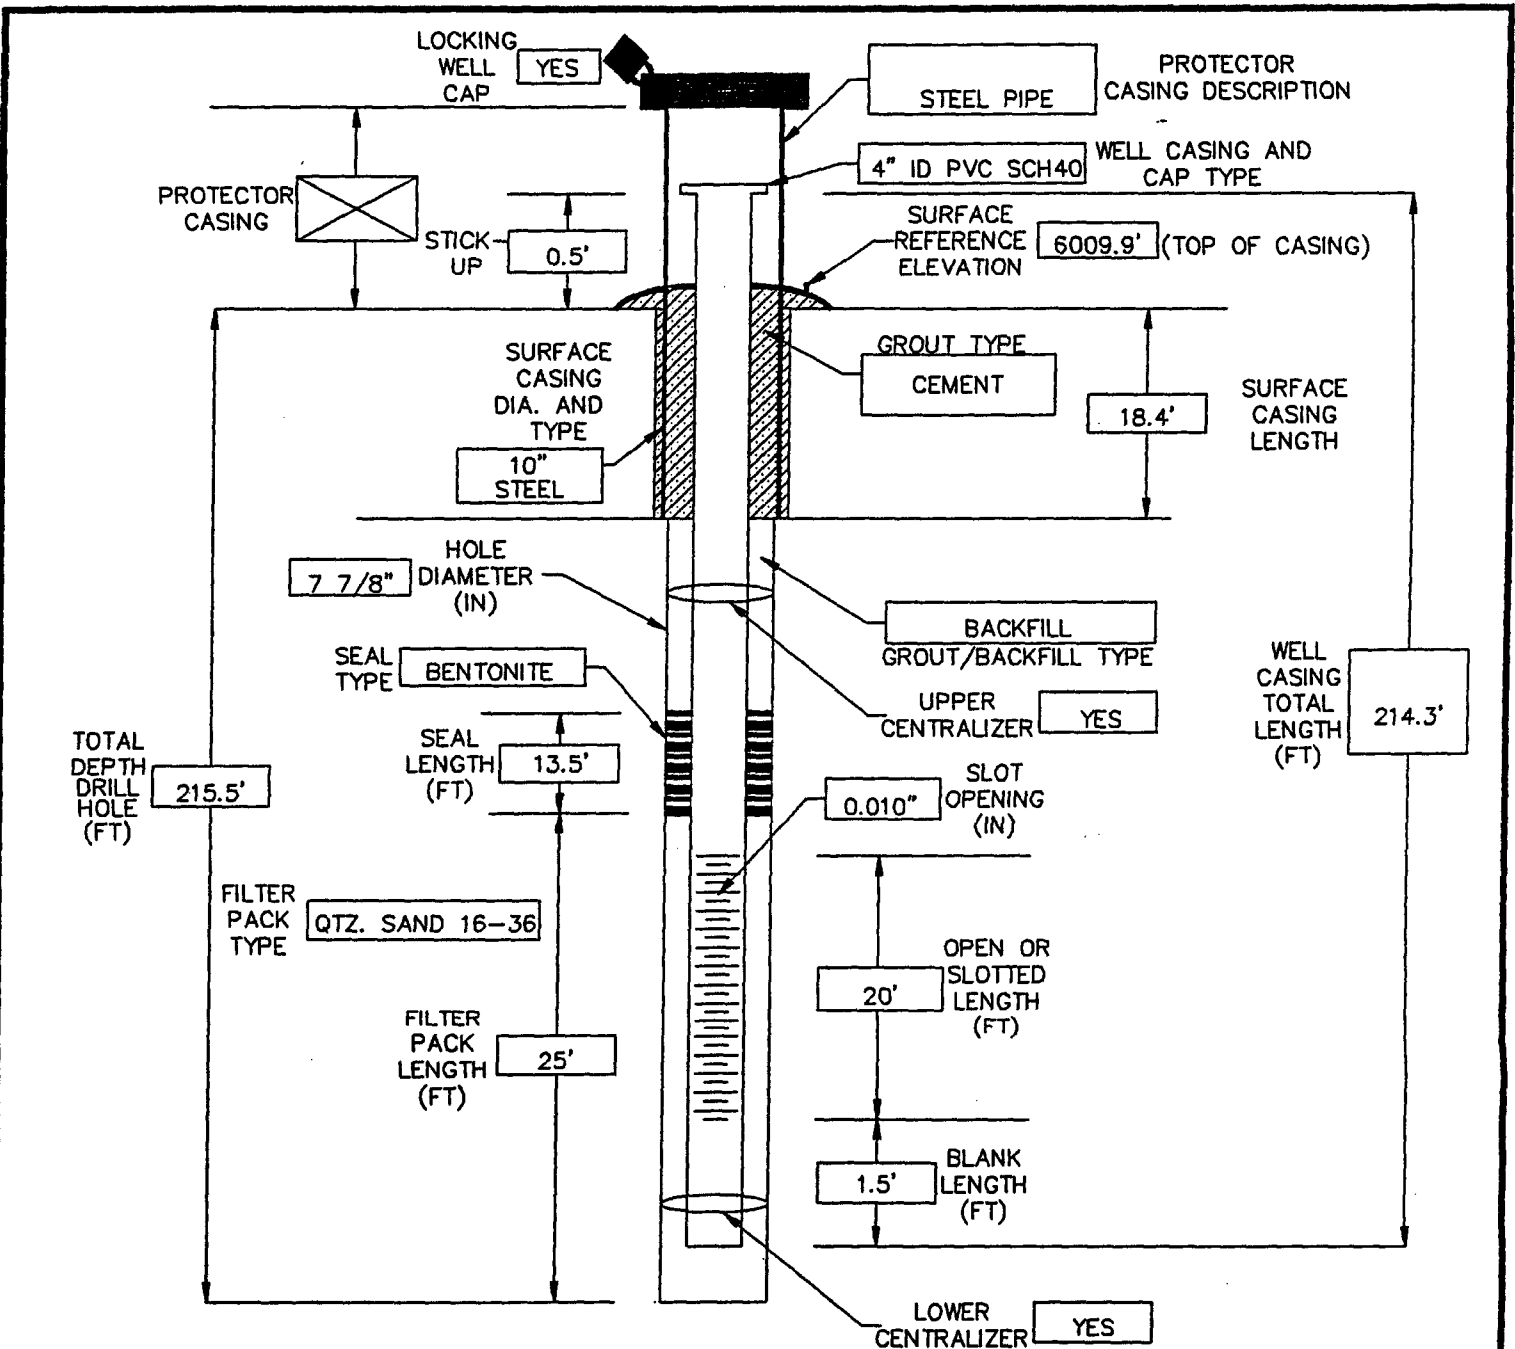 LOCKING
WELL
CAP
YES
STEEL PIPE
PROTECTOR
CASING DESCRIPTION
4" ID PVC SCH40
WELL CASING AND
CAP TYPE
PROTECTOR
CASING
STICK
UP
0.5'
SURFACE
REFERENCE
ELEVATION
6009.9'
(TOP OF CASING)
SURFACE
CASING
DIA. AND
TYPE
10"
STEEL
GROUT TYPE
CEMENT
18.4'
SURFACE
CASING
LENGTH
7 7/8"
HOLE
DIAMETER
(IN)
BACKFILL
GROUT/BACKFILL TYPE
SEAL
TYPE
BENTONITE
UPPER
CENTRALIZER
YES
WELL
CASING
TOTAL
LENGTH
(FT)
214.3'
TOTAL
DEPTH
DRILL
HOLE
(FT)
215.5'
SEAL
LENGTH
(FT)
13.5'
0.010"
SLOT
OPENING
(IN)
FILTER
PACK
TYPE
QTZ. SAND 16-36
20'
OPEN OR
SLOTTED
LENGTH
(FT)
FILTER
PACK
LENGTH
(FT)
25'
1.5'
BLANK
LENGTH
(FT)
LOWER
CENTRALIZER
YES